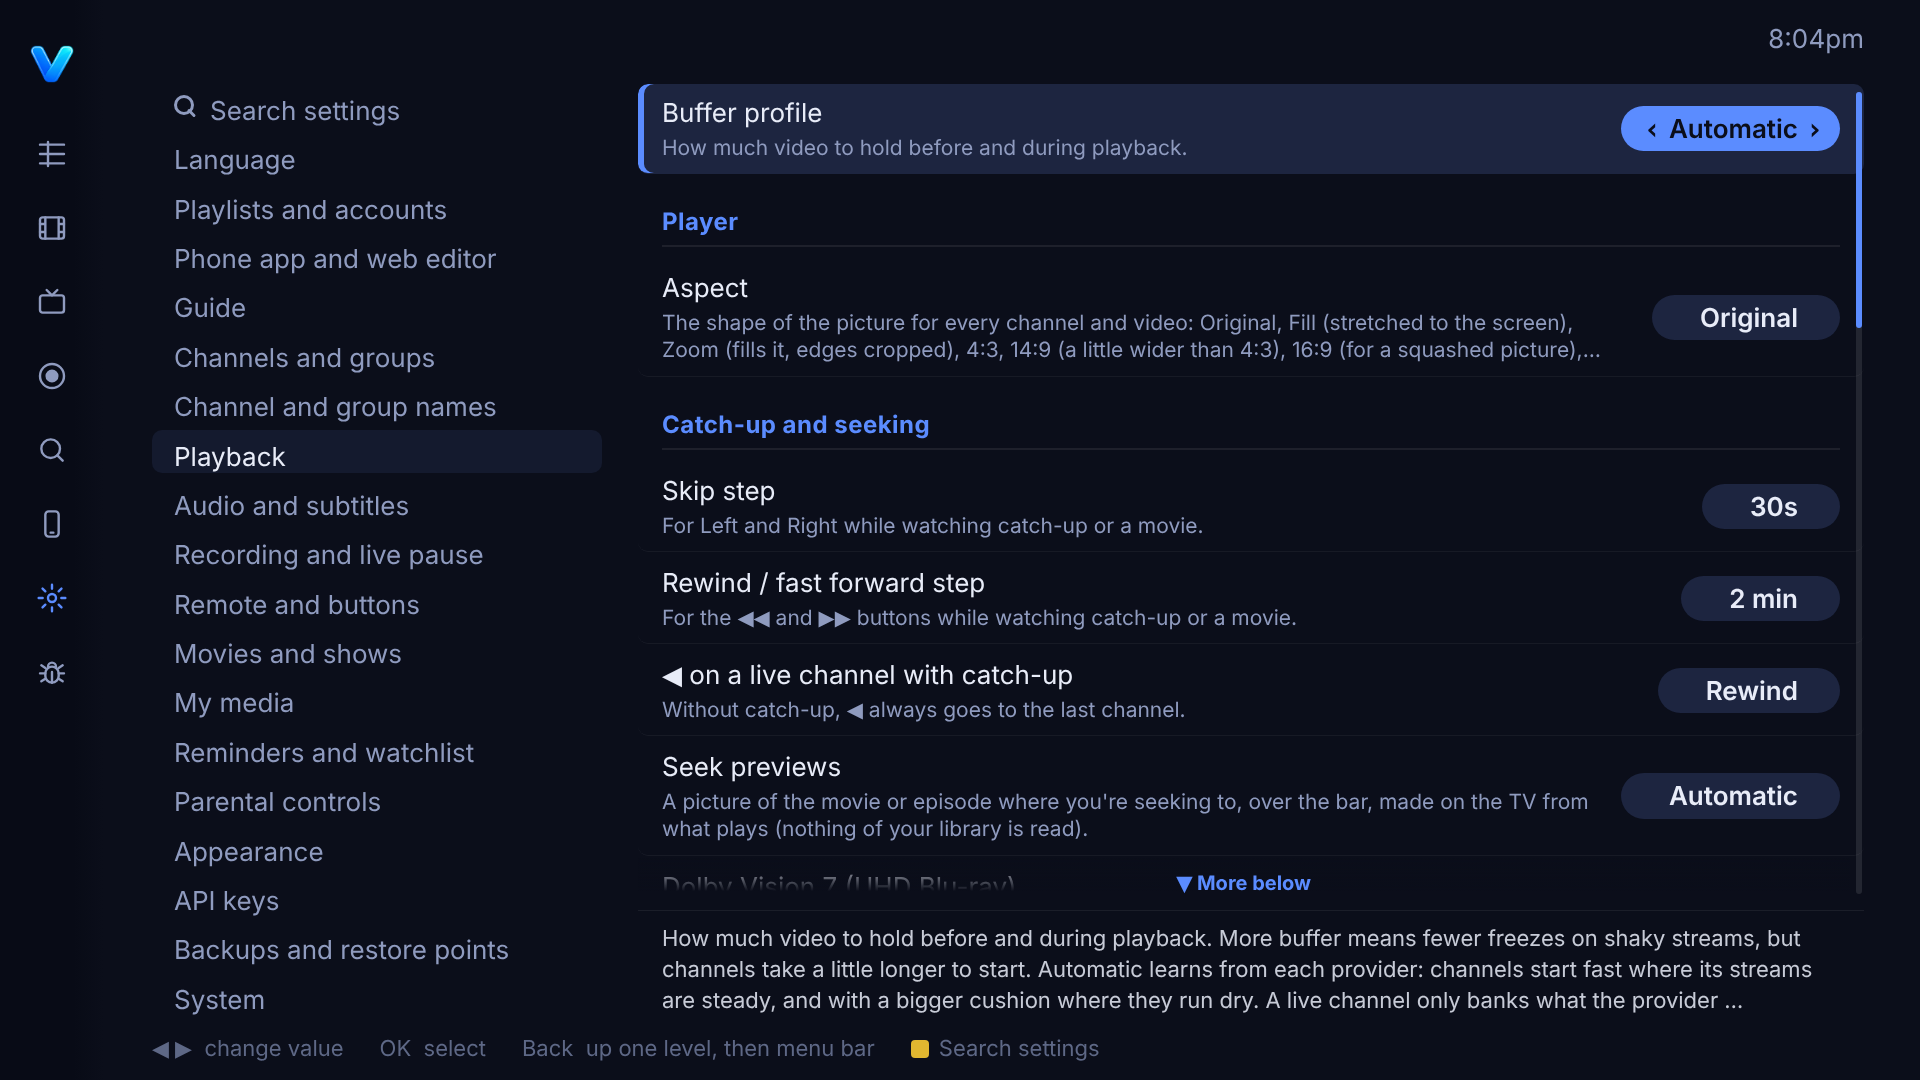 8:04pm
Search settings
Language
Playlists and accounts
Phone app and web editor
Guide
Channels and groups
Channel and group names
Playback
Audio and subtitles
Recording and live pause
Remote and buttons
Movies and shows
My media
Reminders and watchlist
Parental controls
Appearance
API keys
Backups and restore points
System
Buffer profile
How much video to hold before and during playback.
‹ Automatic ›
Player
Aspect
The shape of the picture for every channel and video: Original, Fill (stretched to the screen),
Zoom (fills it, edges cropped), 4:3, 14:9 (a little wider than 4:3), 16:9 (for a squashed picture),...
Original
Catch-up and seeking
Skip step
For Left and Right while watching catch-up or a movie.
30s
Rewind / fast forward step
For the ◀◀ and ▶▶ buttons while watching catch-up or a movie.
2 min
◀ on a live channel with catch-up
Without catch-up, ◀ always goes to the last channel.
Rewind
Seek previews
A picture of the movie or episode where you're seeking to, over the bar, made on the TV from
what plays (nothing of your library is read).
Automatic
Dolby Vision 7 (UHD Blu-ray)
▼ More below
How much video to hold before and during playback. More buffer means fewer freezes on shaky streams, but
channels take a little longer to start. Automatic learns from each provider: channels start fast where its streams
are steady, and with a bigger cushion where they run dry. A live channel only banks what the provider ...
◀ ▶ change value OK select Back up one level, then menu bar Search settings